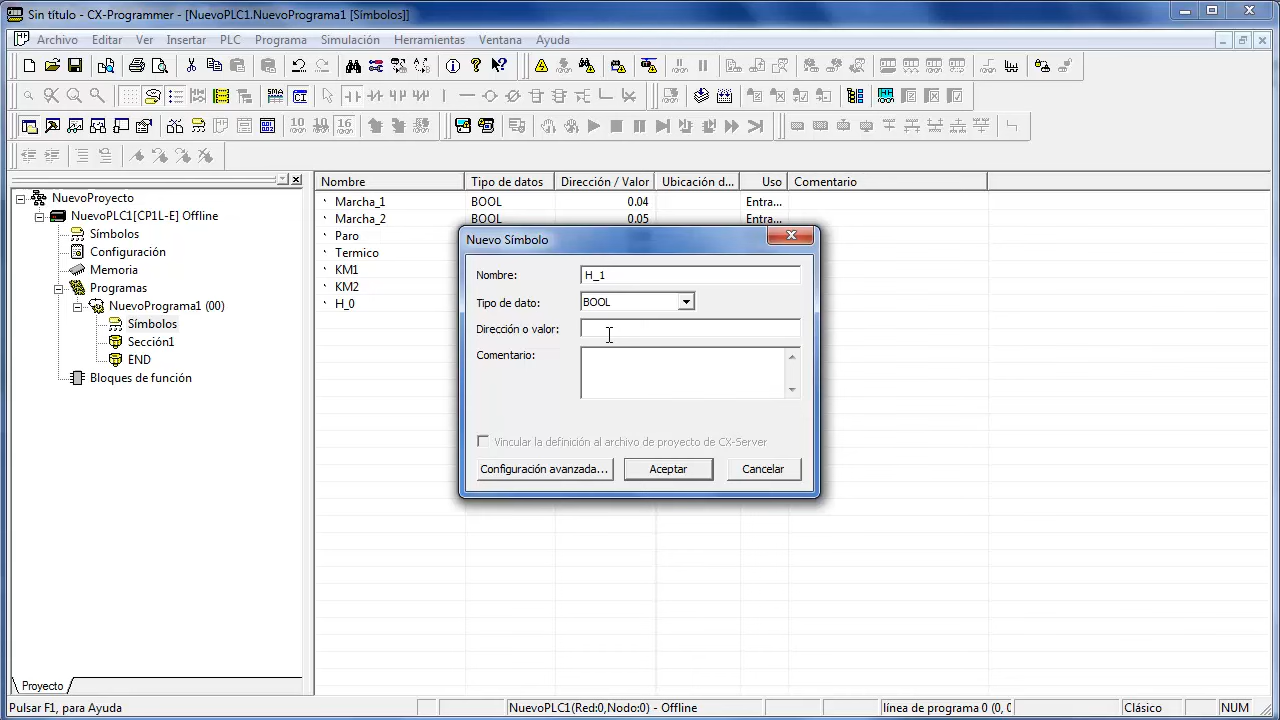 Sin título - CX-Programmer - [NuevoPLC1.NuevoPrograma1 [Símbolos]]
Archivo Editar Ver Insertar PLC Programa Simulación Herramientas Ventana Ayuda
NuevoProyecto
NuevoPLC1[CP1L-E] Offline
Símbolos
Configuración
Memoria
Programas
NuevoPrograma1 (00)
Símbolos
Sección1
END
Bloques de función
Proyecto
Nombre Tipo de datos Dirección / Valor Ubicación d... Uso Comentario
Marcha_1 BOOL 0.04 Entra...
Marcha_2 BOOL 0.05 Entra...
Paro
Termico
KM1
KM2
H_0
Nuevo Símbolo
Nombre: H_1
Tipo de dato: BOOL
Dirección o valor:
Comentario:
Vincular la definición al archivo de proyecto de CX-Server
Configuración avanzada... Aceptar Cancelar
Pulsar F1, para Ayuda NuevoPLC1(Red:0,Nodo:0) - Offline línea de programa 0 (0, 0 Clásico NUM